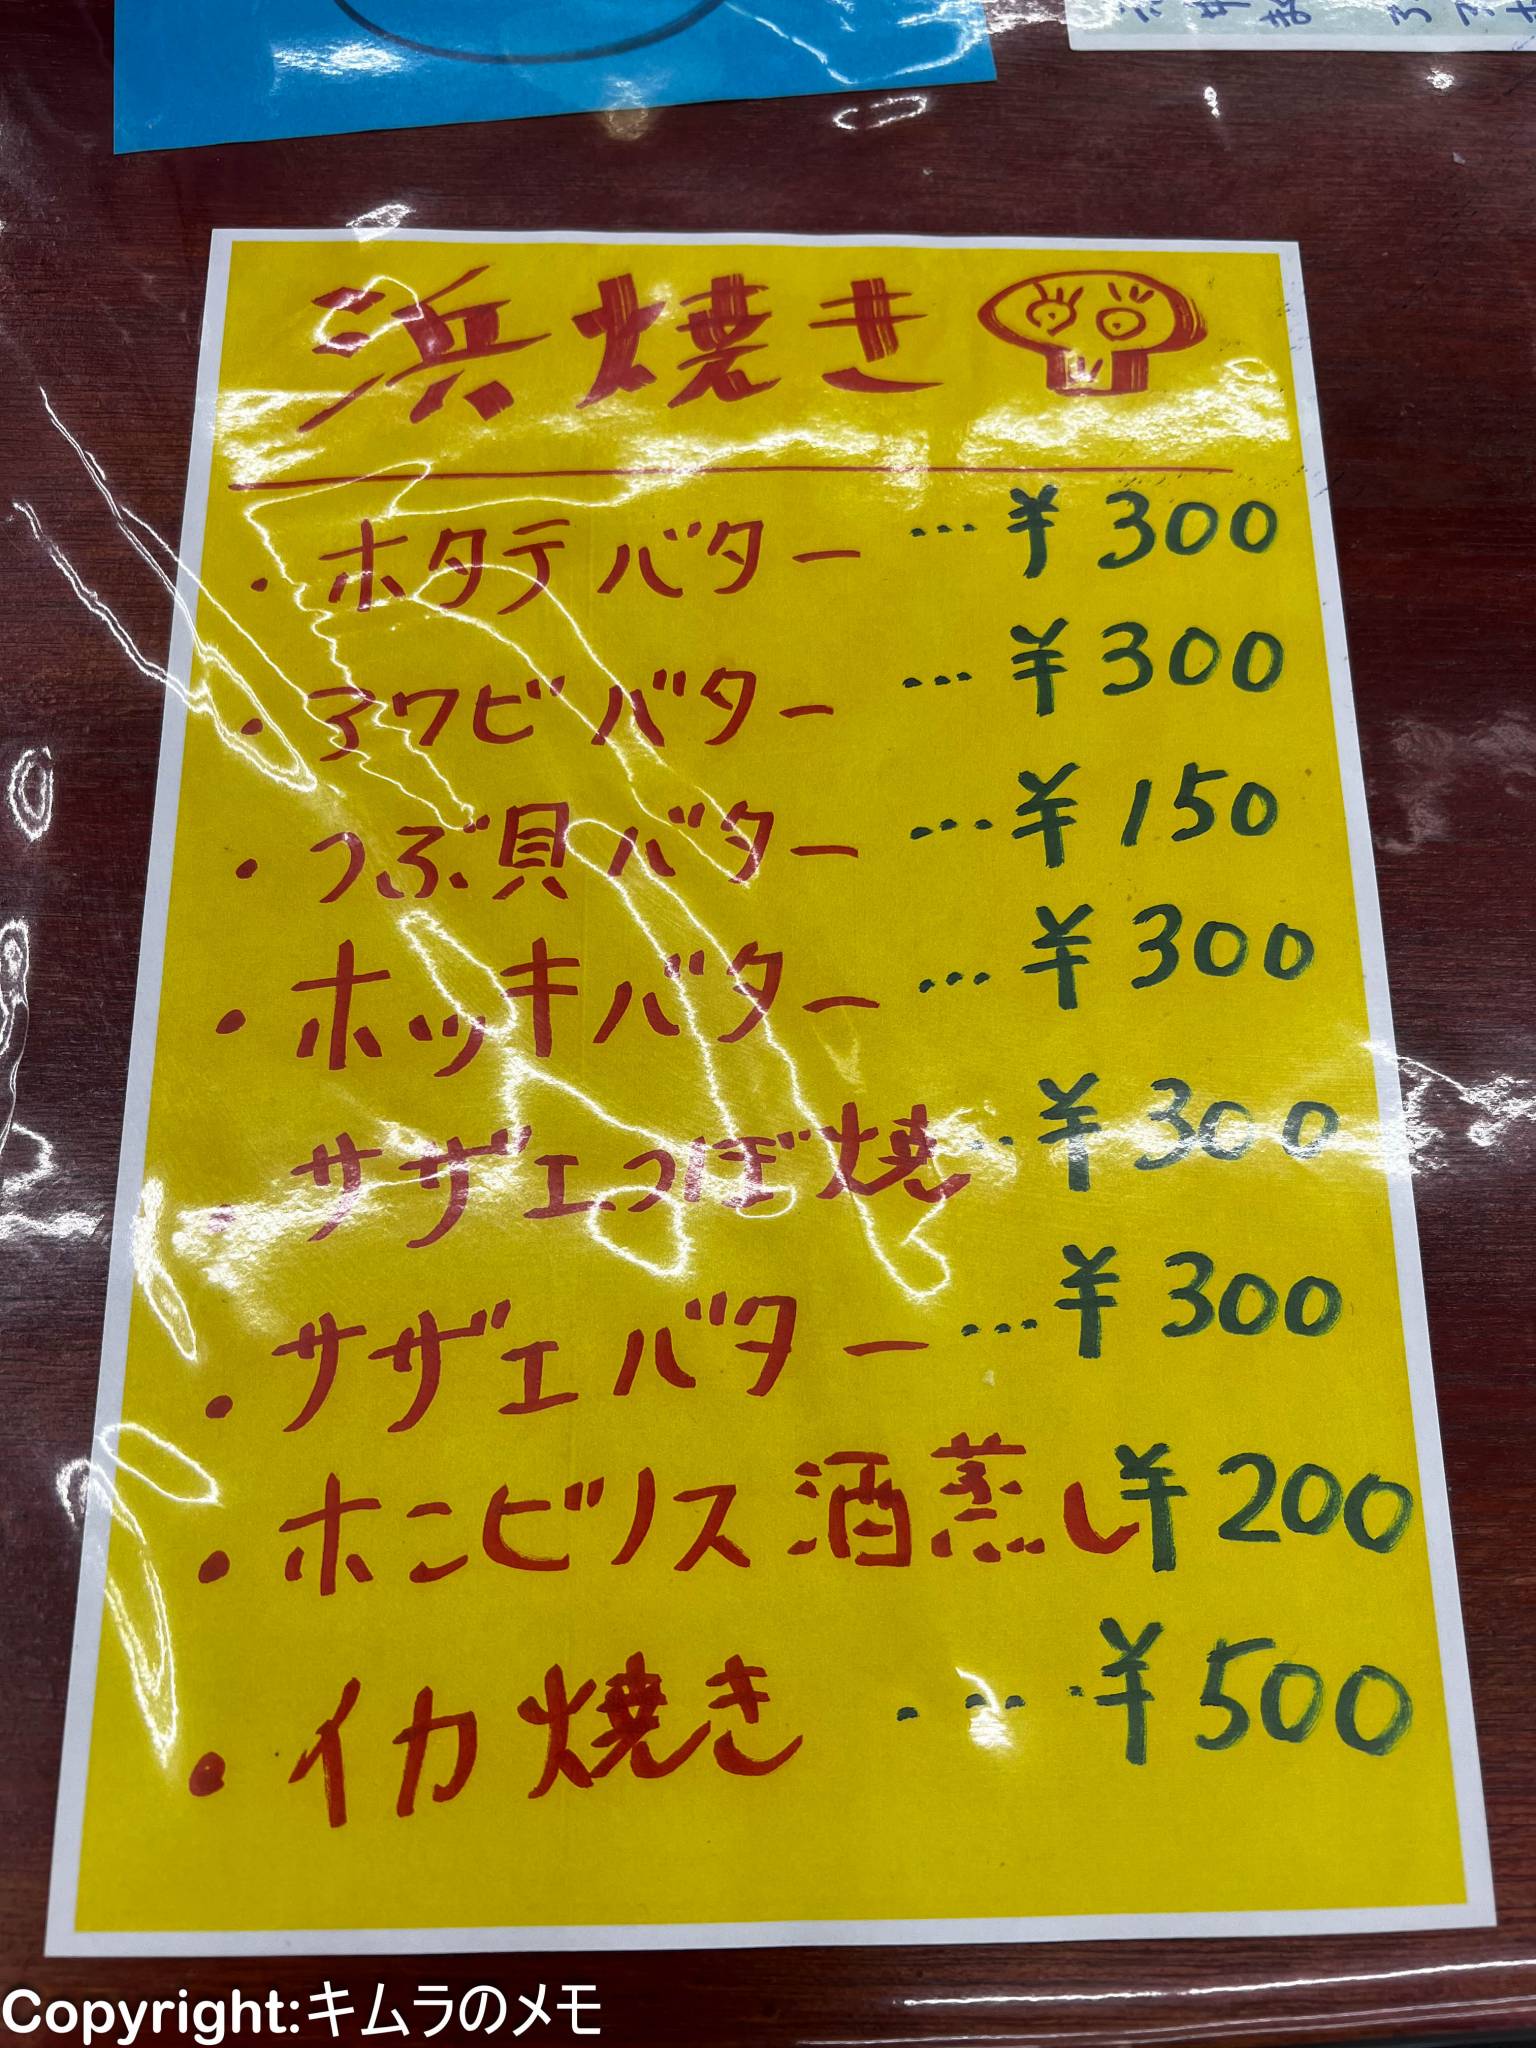 浜焼き
・ホタテバター…¥300
・アワビバター…¥300
・つぶ貝バター…¥150
・ホッキバター…¥300
・サザエつぼ焼…¥300
・サザエバター…¥300
・ホンビノス酒蒸し¥200
・イカ焼き…¥500
Copyright:キムラのメモ